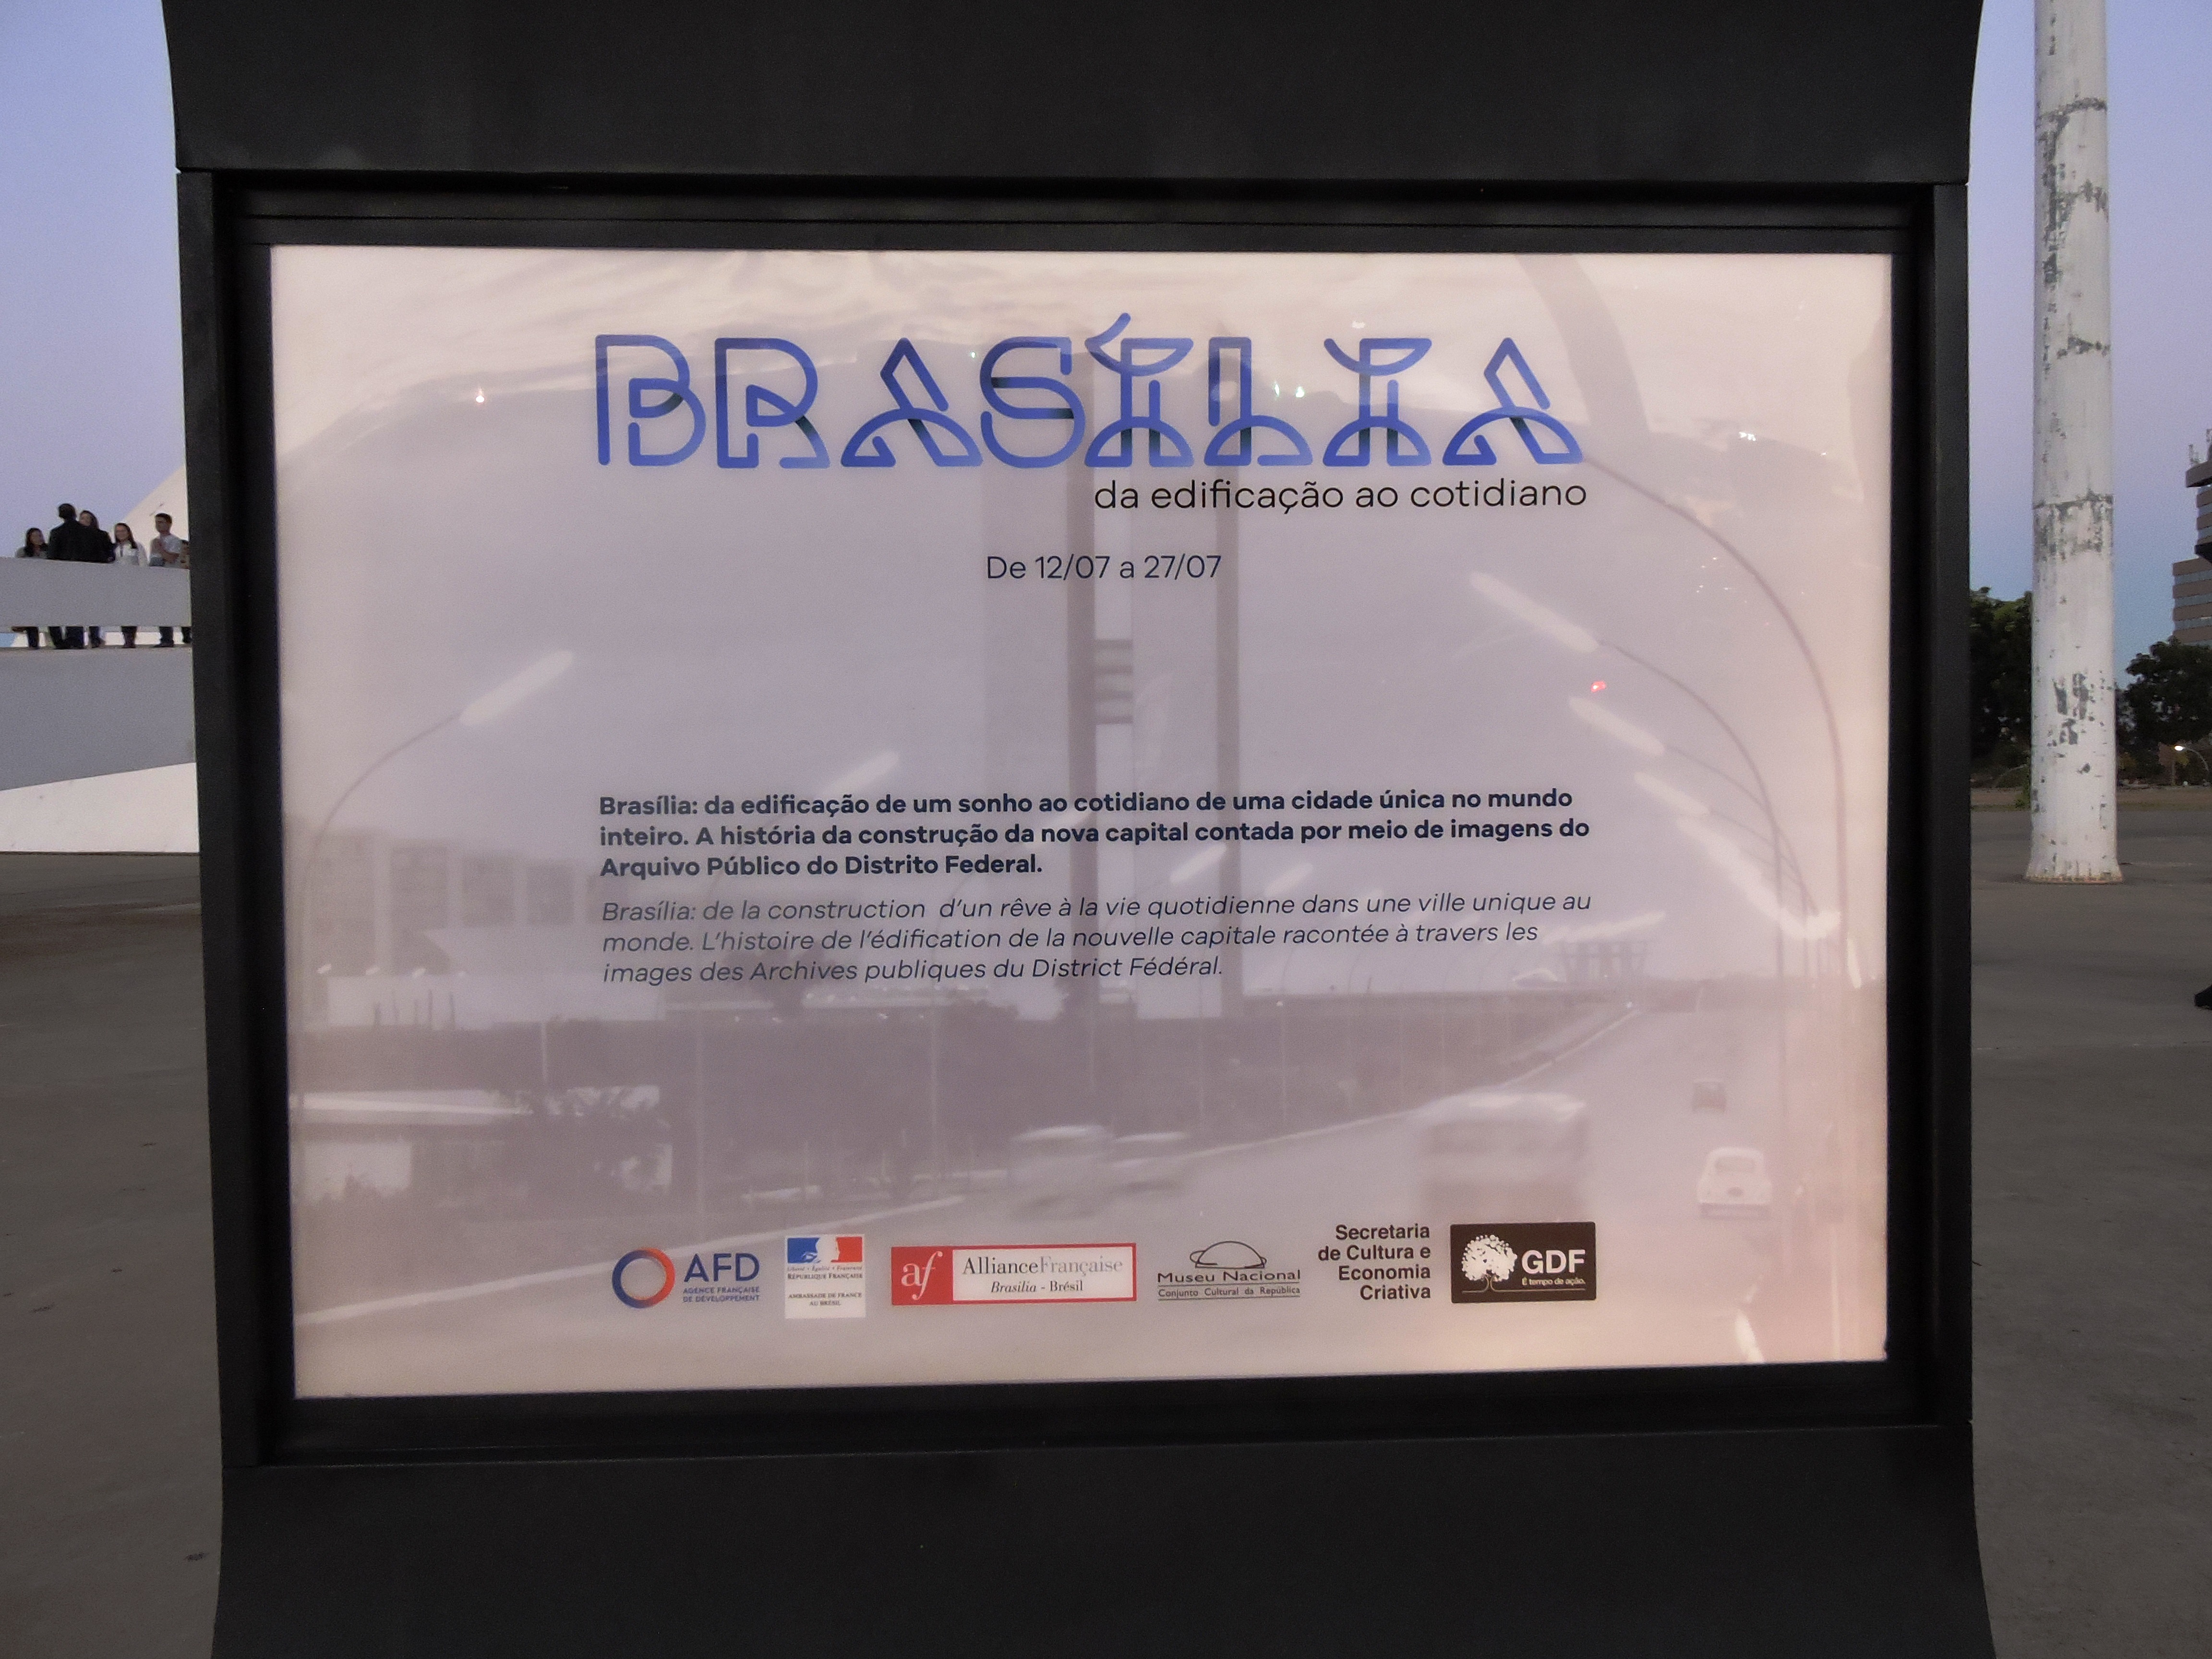 BRASÍLIA
da edificação ao cotidiano
De 12/07 a 27/07
Brasília: da edificação de um sonho ao cotidiano de uma cidade única no mundo
inteiro. A história da construção da nova capital contada por meio de imagens do
Arquivo Público do Distrito Federal.
Brasília: de la construction d'un rêve à la vie quotidienne dans une ville unique au
monde. L'histoire de l'édification de la nouvelle capitale racontée à travers les
images des Archives publiques du District Fédéral.
AFD
AGENCE FRANÇAISE
DE DÉVELOPPEMENT
Liberté • Égalité • Fraternité
RÉPUBLIQUE FRANÇAISE
AMBASSADE DE FRANCE
AU BRÉSIL
af
AllianceFrançaise
Brasilia - Brésil
Museu Nacional
Conjunto Cultural da República
Secretaria
de Cultura e
Economia
Criativa
GDF
É tempo de ação.